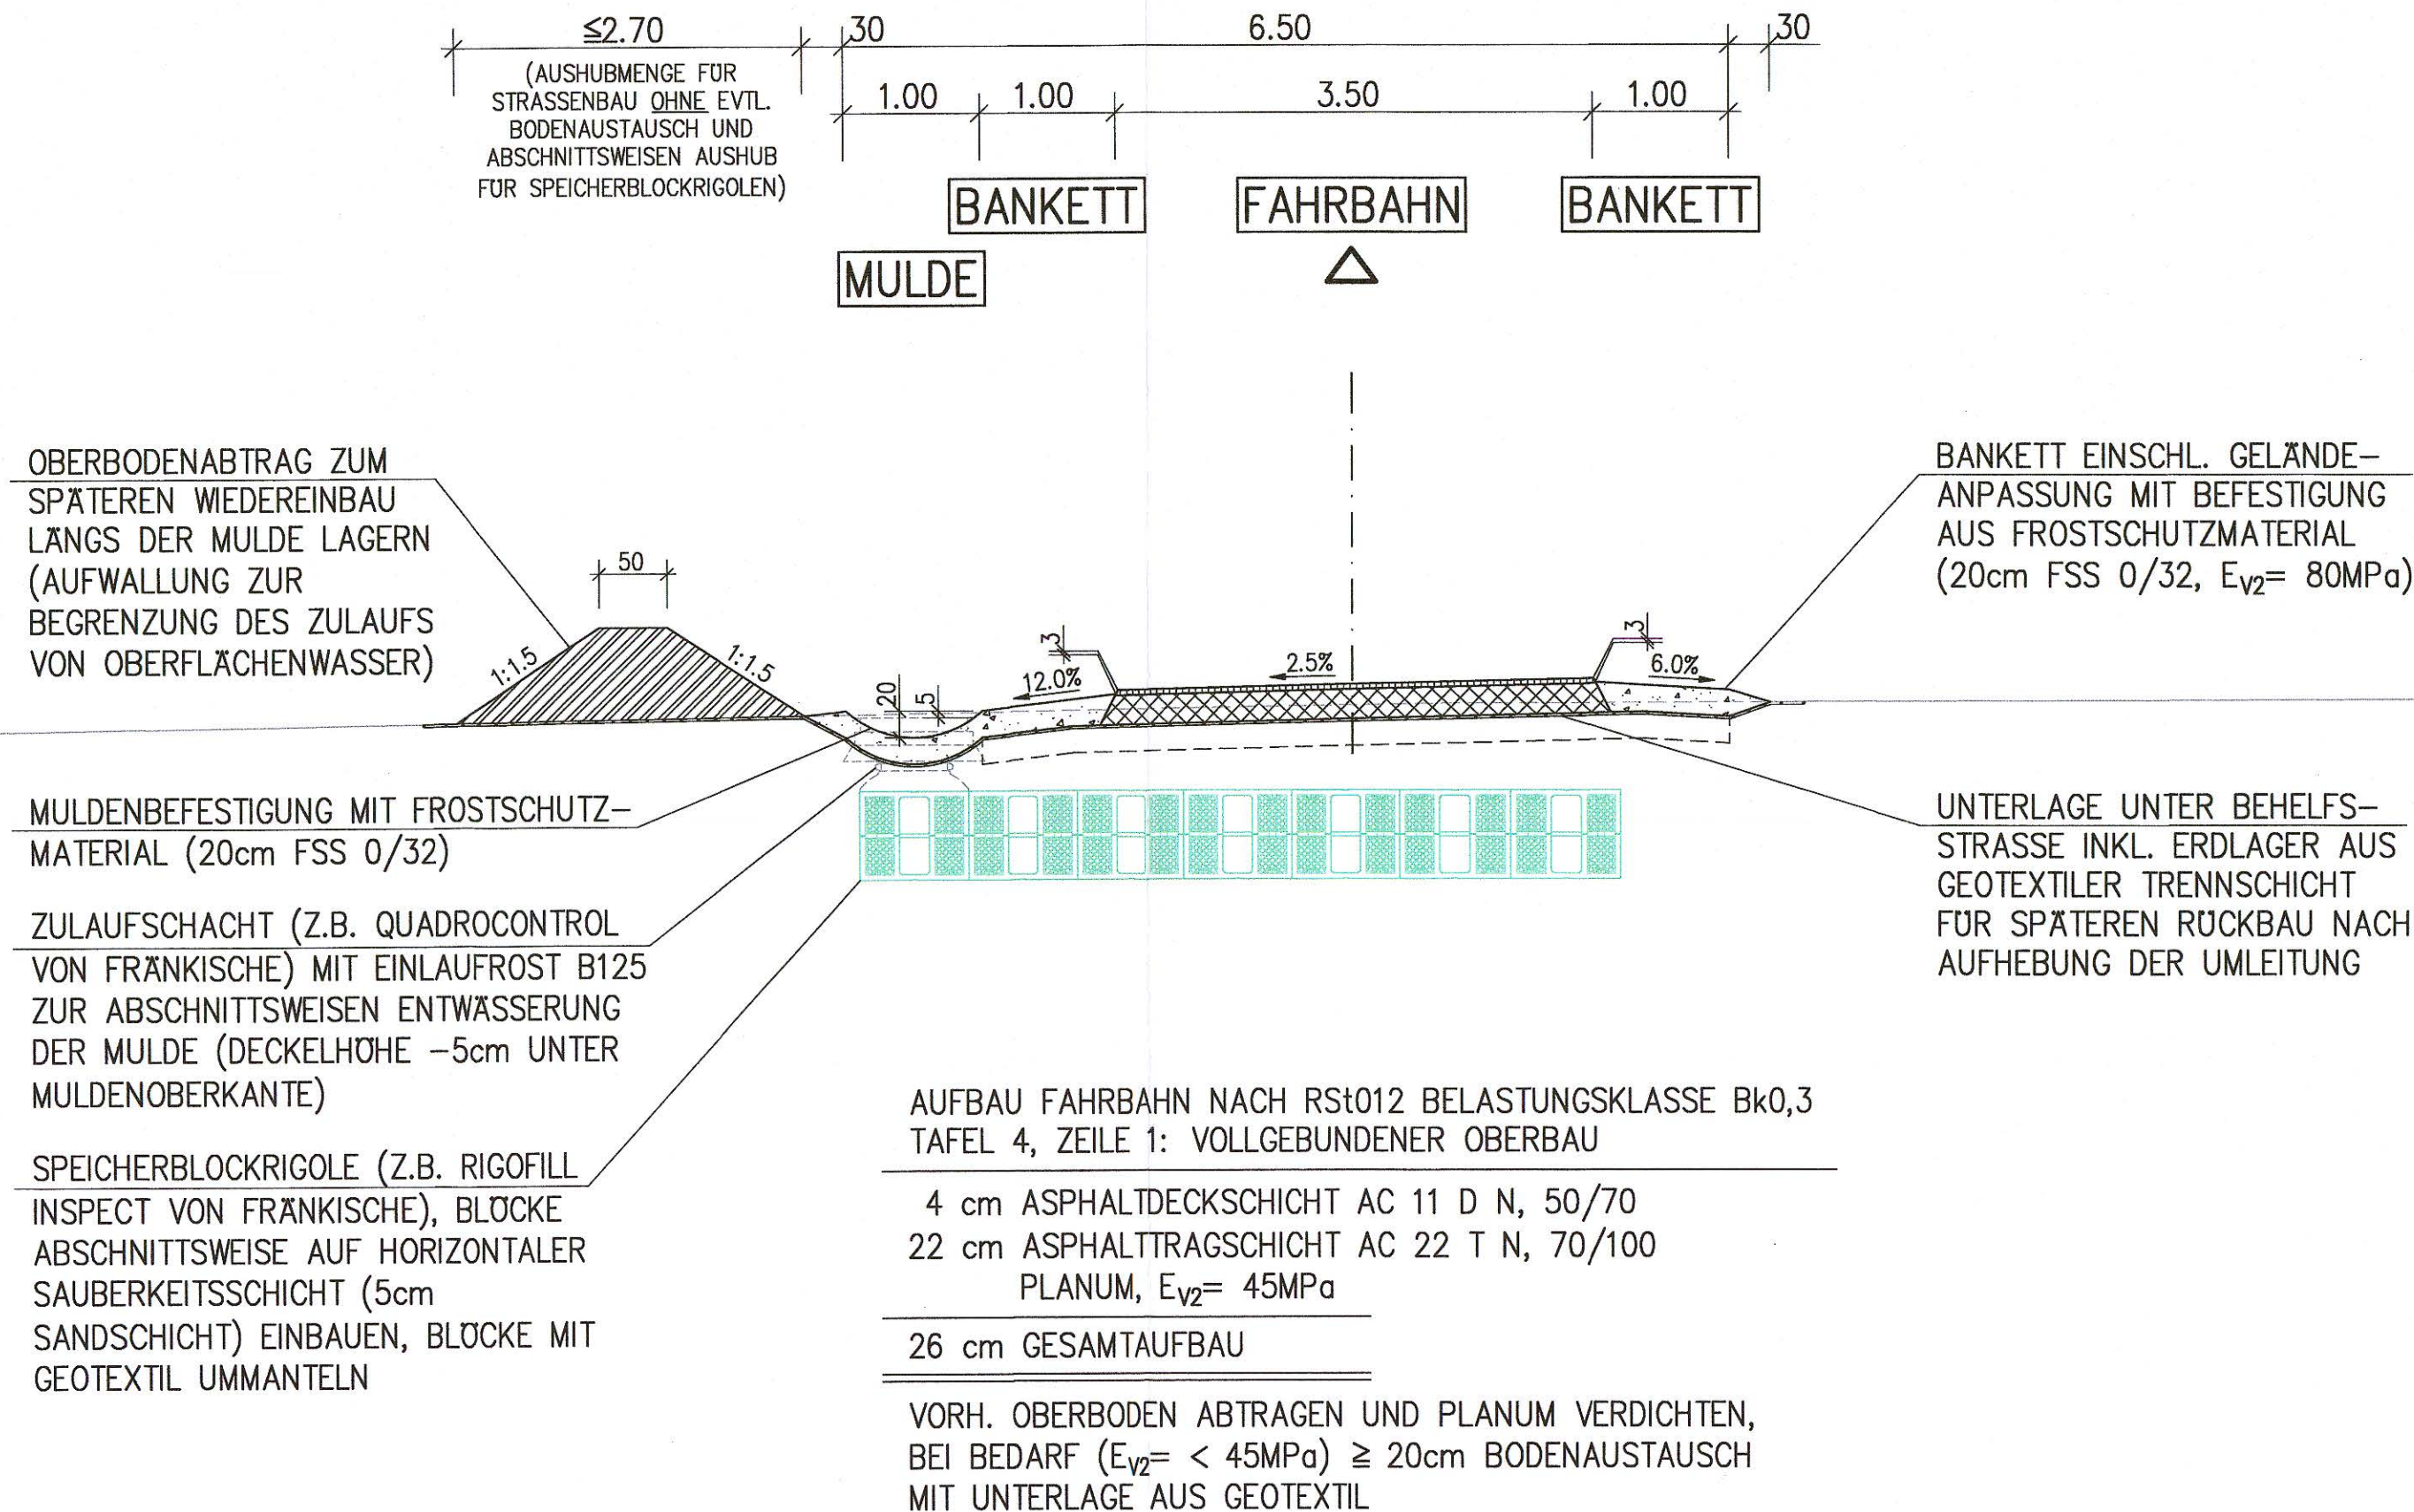 ≤2.70
30
6.50
30
(AUSHUBMENGE FÜR
STRASSENBAU OHNE EVTL.
BODENAUSTAUSCH UND
ABSCHNITTSWEISEN AUSHUB
FÜR SPEICHERBLOCKRIGOLEN)
1.00
1.00
3.50
1.00
BANKETT
FAHRBAHN
BANKETT
MULDE
OBERBODENABTRAG ZUM
SPÄTEREN WIEDEREINBAU
LÄNGS DER MULDE LAGERN
(AUFWALLUNG ZUR
BEGRENZUNG DES ZULAUFS
VON OBERFLÄCHENWASSER)
BANKETT EINSCHL. GELÄNDE-
ANPASSUNG MIT BEFESTIGUNG
AUS FROSTSCHUTZMATERIAL
(20cm FSS 0/32, EV2= 80MPa)
50
1:1.5
1:1.5
20
5
3
12.0%
2.5%
3
6.0%
MULDENBEFESTIGUNG MIT FROSTSCHUTZ-
MATERIAL (20cm FSS 0/32)
ZULAUFSCHACHT (Z.B. QUADROCONTROL
VON FRÄNKISCHE) MIT EINLAUFROST B125
ZUR ABSCHNITTSWEISEN ENTWÄSSERUNG
DER MULDE (DECKELHÖHE -5cm UNTER
MULDENOBERKANTE)
SPEICHERBLOCKRIGOLE (Z.B. RIGOFILL
INSPECT VON FRÄNKISCHE), BLÖCKE
ABSCHNITTSWEISE AUF HORIZONTALER
SAUBERKEITSSCHICHT (5cm
SANDSCHICHT) EINBAUEN, BLÖCKE MIT
GEOTEXTIL UMMANTELN
UNTERLAGE UNTER BEHELFS-
STRASSE INKL. ERDLAGER AUS
GEOTEXTILER TRENNSCHICHT
FÜR SPÄTEREN RÜCKBAU NACH
AUFHEBUNG DER UMLEITUNG
AUFBAU FAHRBAHN NACH RStO12 BELASTUNGSKLASSE Bk0,3
TAFEL 4, ZEILE 1: VOLLGEBUNDENER OBERBAU
4 cm ASPHALTDECKSCHICHT AC 11 D N, 50/70
22 cm ASPHALTTRAGSCHICHT AC 22 T N, 70/100
PLANUM, EV2= 45MPa
26 cm GESAMTAUFBAU
VORH. OBERBODEN ABTRAGEN UND PLANUM VERDICHTEN,
BEI BEDARF (EV2= < 45MPa) ≥ 20cm BODENAUSTAUSCH
MIT UNTERLAGE AUS GEOTEXTIL